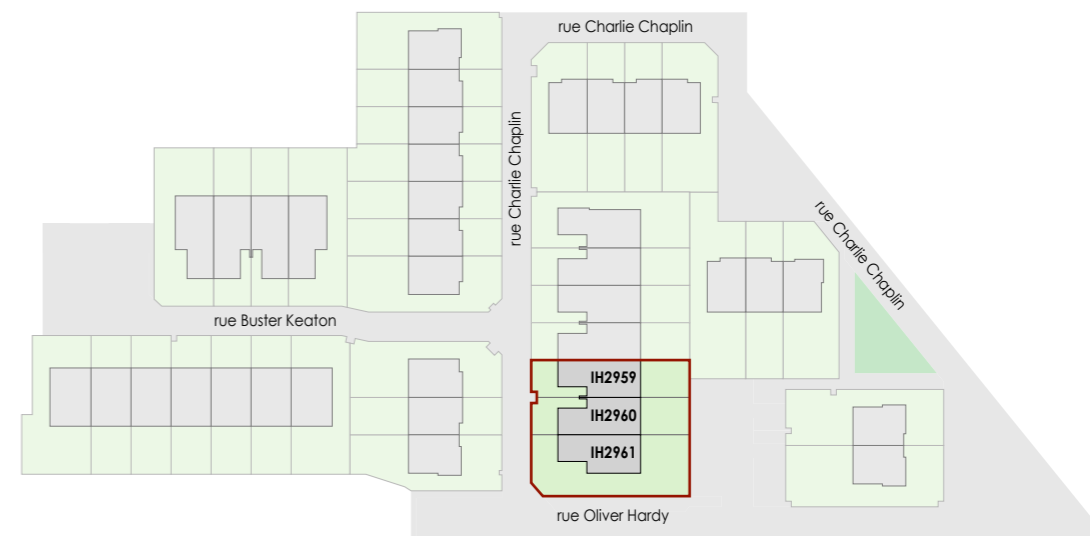 rue Charlie Chaplin
rue Charlie Chaplin
rue Charlie Chaplin
rue Buster Keaton
IH2959
IH2960
IH2961
rue Oliver Hardy